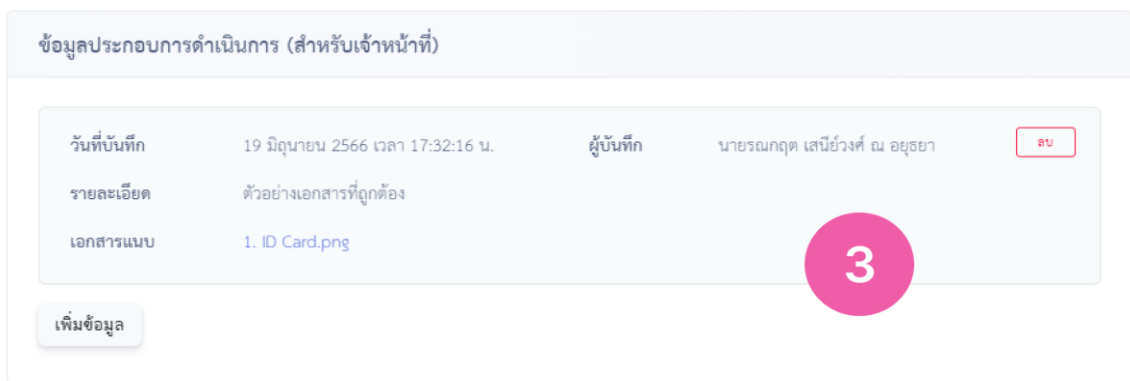 ข้อมูลประกอบการดำเนินการ (สำหรับเจ้าหน้าที่)
วันที่บันทึก 19 มิถุนายน 2566 เวลา 17:32:16 น. ผู้บันทึก นายรณกฤต เสนีย์วงศ์ ณ อยุธยา ลบ
รายละเอียด ตัวอย่างเอกสารที่ถูกต้อง
เอกสารแนบ 1. ID Card.png
3
เพิ่มข้อมูล